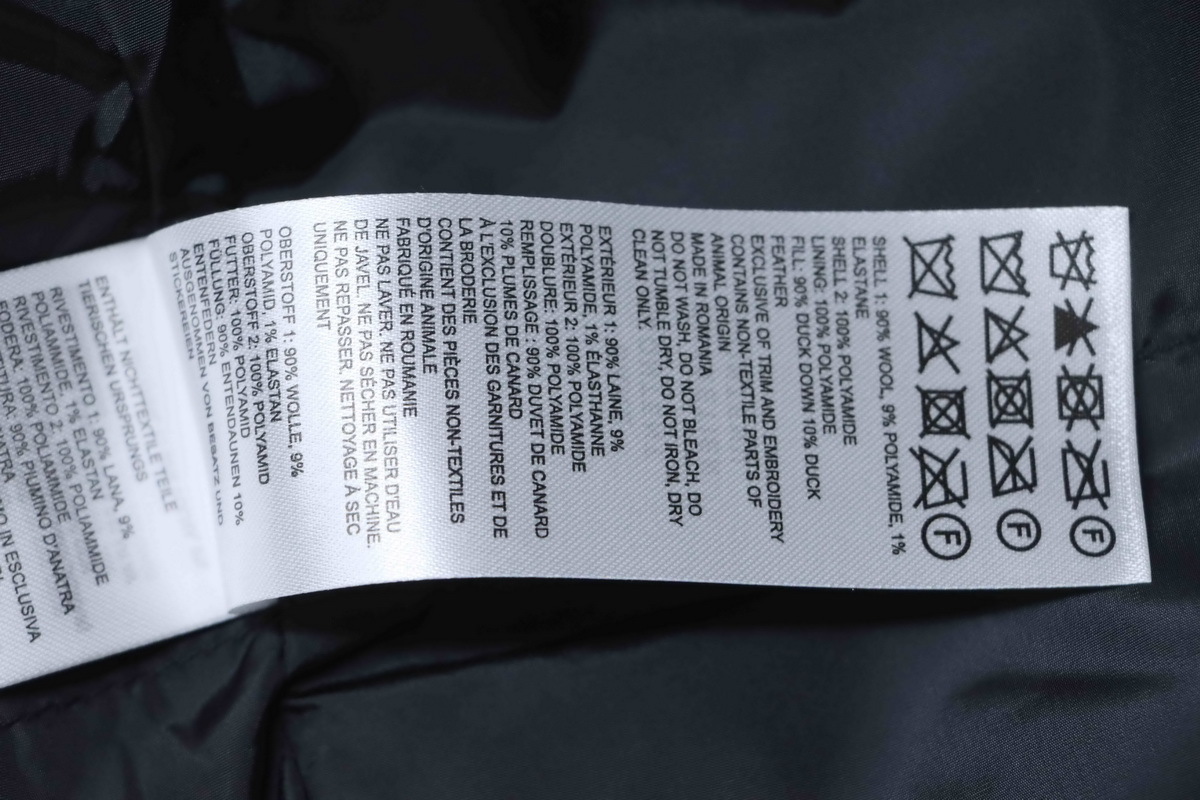 F
F
F
SHELL 1: 90% WOOL, 9% POLYAMIDE, 1%
ELASTANE
SHELL 2: 100% POLYAMIDE
LINING: 100% POLYAMIDE
FILL: 90% DUCK DOWN 10% DUCK
FEATHER
EXCLUSIVE OF TRIM AND EMBROIDERY
CONTAINS NON-TEXTILE PARTS OF
ANIMAL ORIGIN
MADE IN ROMANIA
DO NOT WASH, DO NOT BLEACH, DO
NOT TUMBLE DRY, DO NOT IRON, DRY
CLEAN ONLY.
EXTÉRIEUR 1: 90% LAINE, 9%
POLYAMIDE, 1% ÉLASTHANNE
EXTÉRIEUR 2: 100% POLYAMIDE
DOUBLURE: 100% POLYAMIDE
REMPLISSAGE : 90% DUVET DE CANARD
10% PLUMES DE CANARD
À L'EXCLUSION DES GARNITURES ET DE
LA BRODERIE
CONTIENT DES PIÈCES NON-TEXTILES
D'ORIGINE ANIMALE
FABRIQUÉ EN ROUMANIE
NE PAS LAVER, NE PAS UTILISER D'EAU
DE JAVEL, NE PAS SÉCHER EN MACHINE,
NE PAS REPASSER, NETTOYAGE À SEC
UNIQUEMENT
OBERSTOFF 1: 90% WOLLE, 9%
POLYAMID, 1% ELASTAN
OBERSTOFF 2: 100% POLYAMID
FUTTER: 100% POLYAMID
FÜLLUNG: 90% ENTENDAUNEN 10%
ENTENFEDERN
AUSGENOMMEN VON BESATZ UND
STICKEREIEN
ENTHÄLT NICHTTEXTILE TEILE
TIERISCHEN URSPRUNGS
RIVESTIMENTO 1: 90% LANA, 9%
POLIAMMIDE, 1% ELASTAN
RIVESTIMENTO 2: 100% POLIAMMIDE
FODERA: 100% POLIAMMIDE
90% PIUMINO D'ANATRA
IN ESCLUSIVA